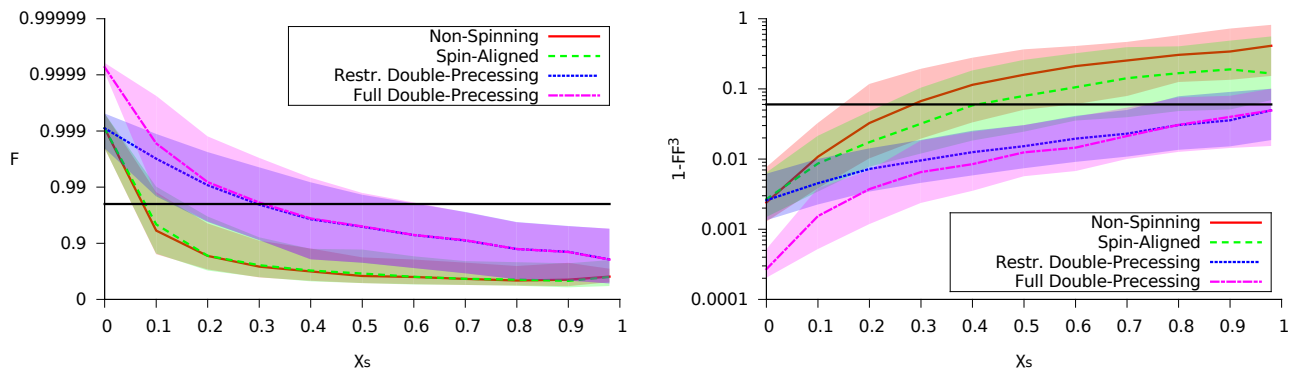 0.99999
0.9999
0.999
0.99
0.9
0
F
0 0.1 0.2 0.3 0.4 0.5 0.6 0.7 0.8 0.9 1
χs
Non-Spinning
Spin-Aligned
Restr. Double-Precessing
Full Double-Precessing
1
0.1
0.01
0.001
0.0001
1-FF³
0 0.1 0.2 0.3 0.4 0.5 0.6 0.7 0.8 0.9 1
χs
Non-Spinning
Spin-Aligned
Restr. Double-Precessing
Full Double-Precessing